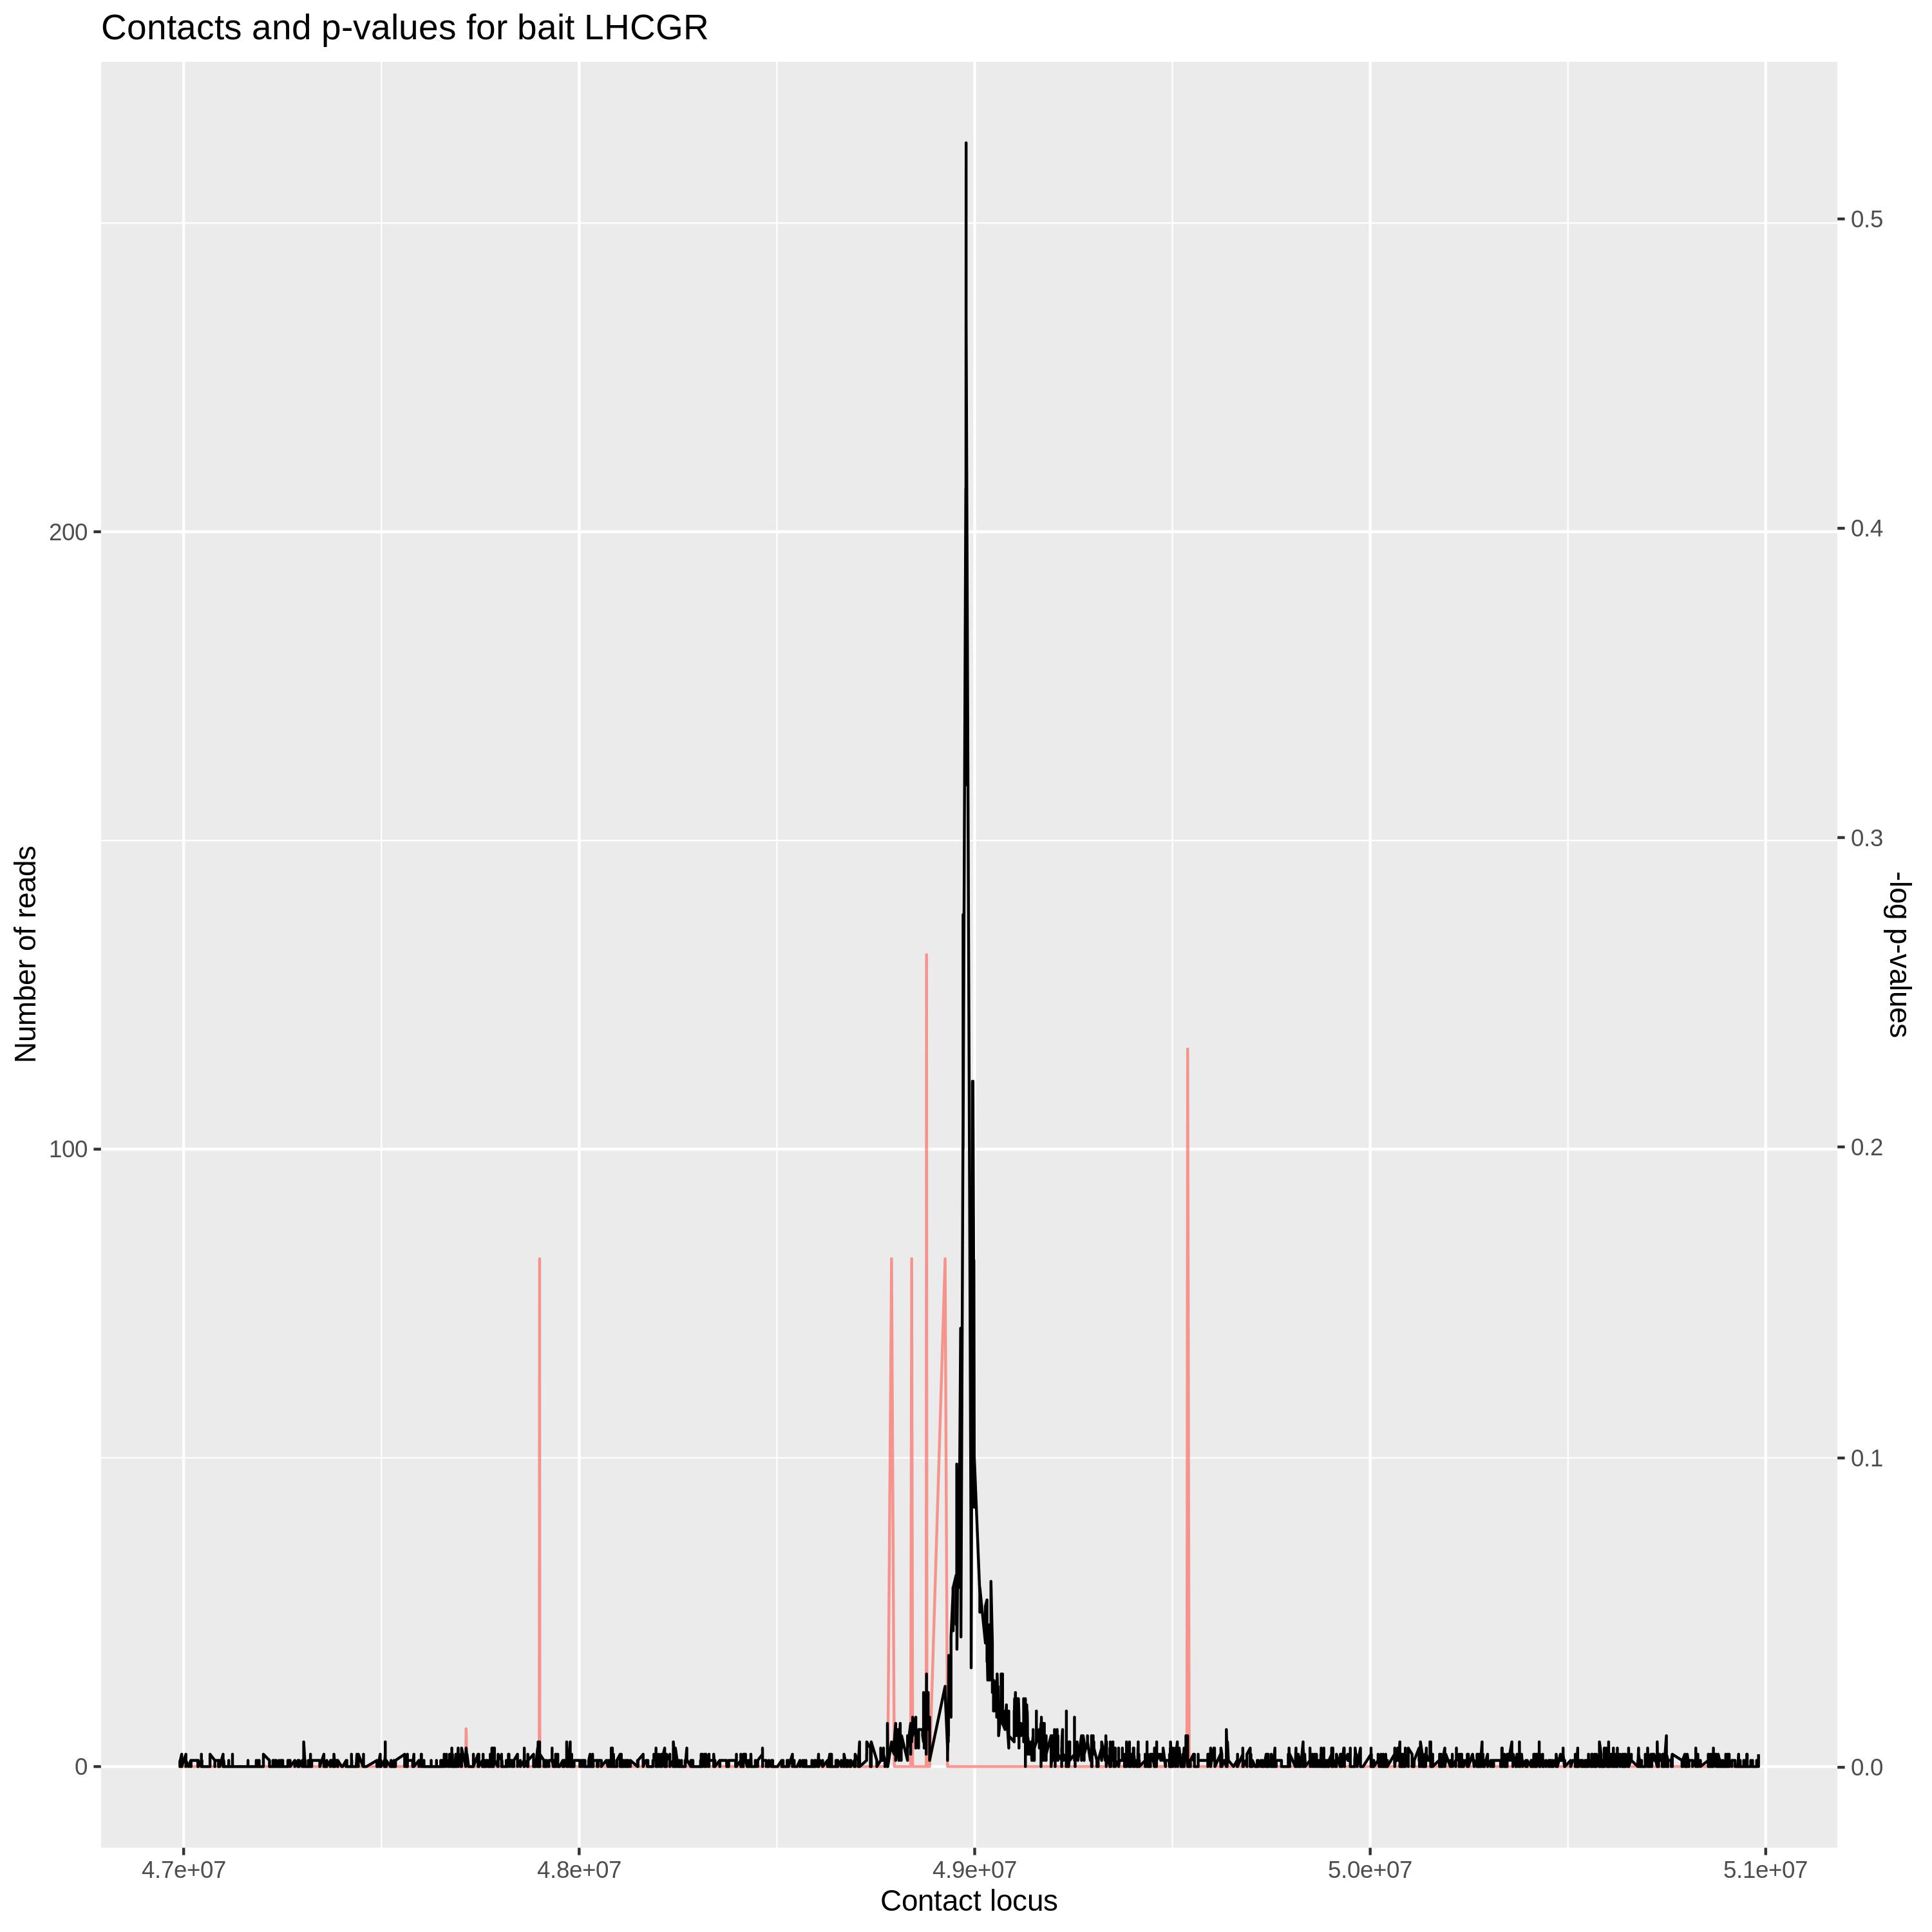 Contacts and p-values for bait LHCGR
Number of reads
200
100
0
0.5
0.4
0.3
0.2
0.1
0.0
-log p-values
4.7e+07 4.8e+07 4.9e+07 5.0e+07 5.1e+07
Contact locus